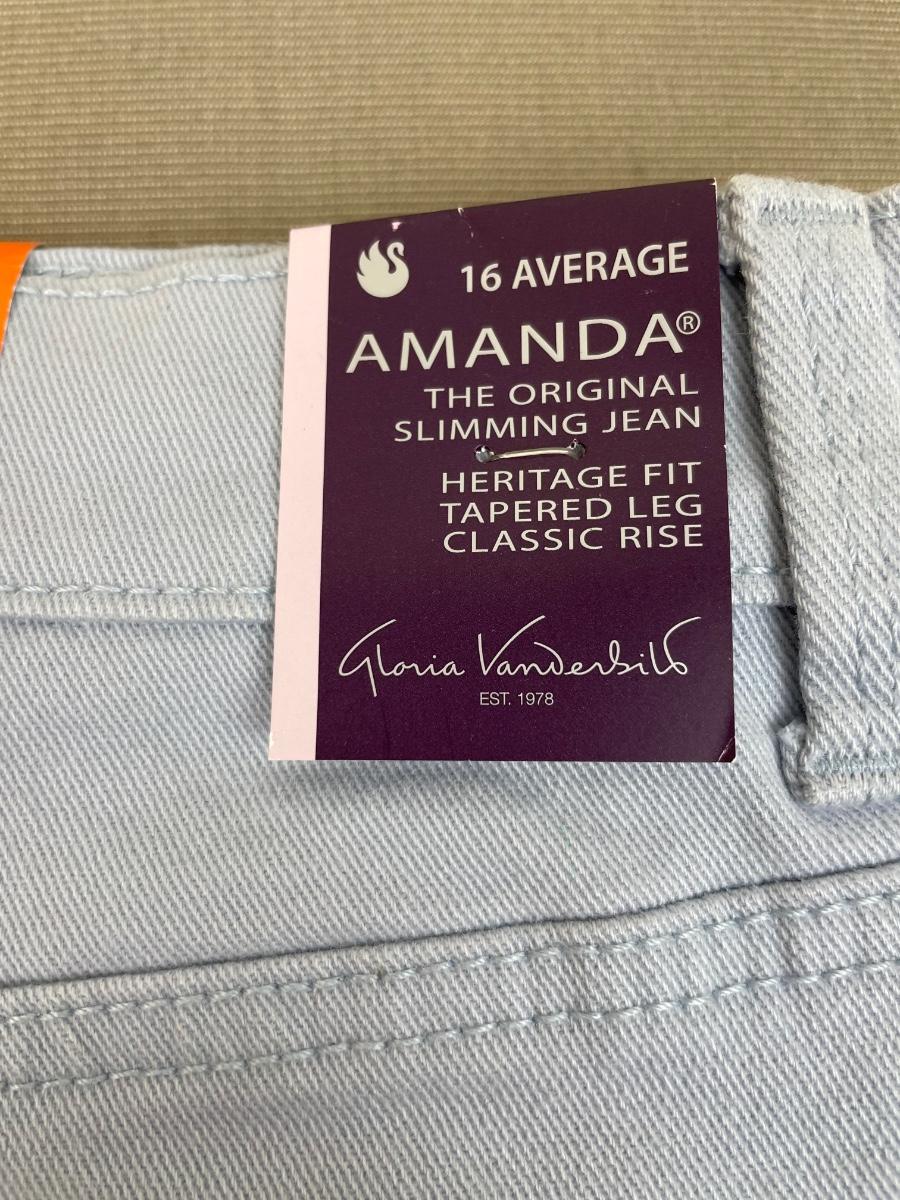 16 AVERAGE
AMANDA®
THE ORIGINAL
SLIMMING JEAN
HERITAGE FIT
TAPERED LEG
CLASSIC RISE
Gloria Vanderbilt
EST. 1978